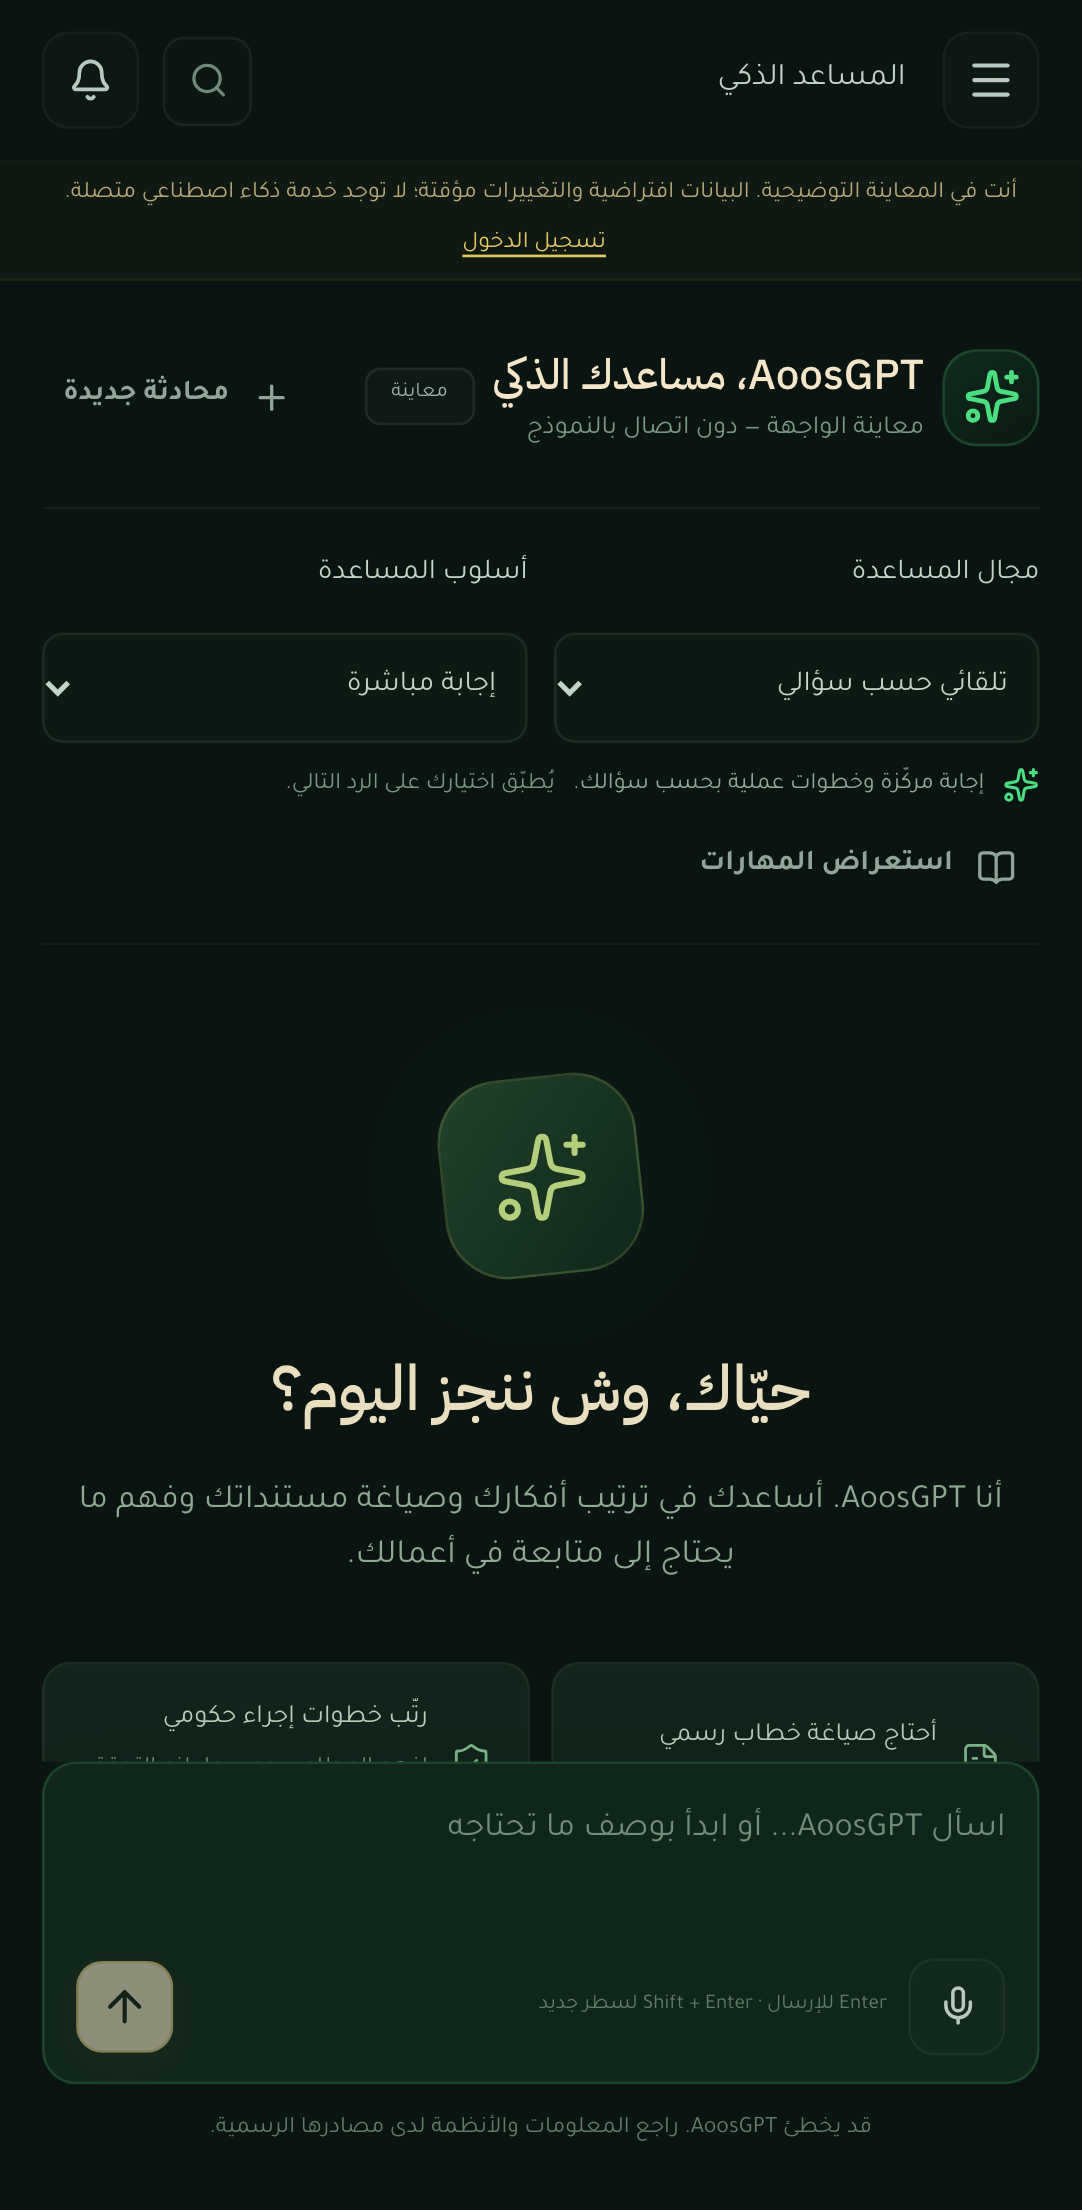 المساعد الذكي
أنت في المعاينة التوضيحية. البيانات افتراضية والتغييرات مؤقتة؛ لا توجد خدمة ذكاء اصطناعي متصلة.
تسجيل الدخول
AoosGPT، مساعدك الذكي
معاينة
محادثة جديدة
معاينة الواجهة – دون اتصال بالنموذج
مجال المساعدة
أسلوب المساعدة
تلقائي حسب سؤالي
إجابة مباشرة
إجابة مركّزة وخطوات عملية بحسب سؤالك. يُطبّق اختيارك على الرد التالي.
استعراض المهارات
حيّاك، وش ننجز اليوم؟
أنا AoosGPT. أساعدك في ترتيب أفكارك وصياغة مستنداتك وفهم ما
يحتاج إلى متابعة في أعمالك.
أحتاج صياغة خطاب رسمي
رتّب خطوات إجراء حكومي
اسأل AoosGPT... أو ابدأ بوصف ما تحتاجه
Enter للإرسال · Shift + Enter لسطر جديد
قد يخطئ AoosGPT. راجع المعلومات والأنظمة لدى مصادرها الرسمية.